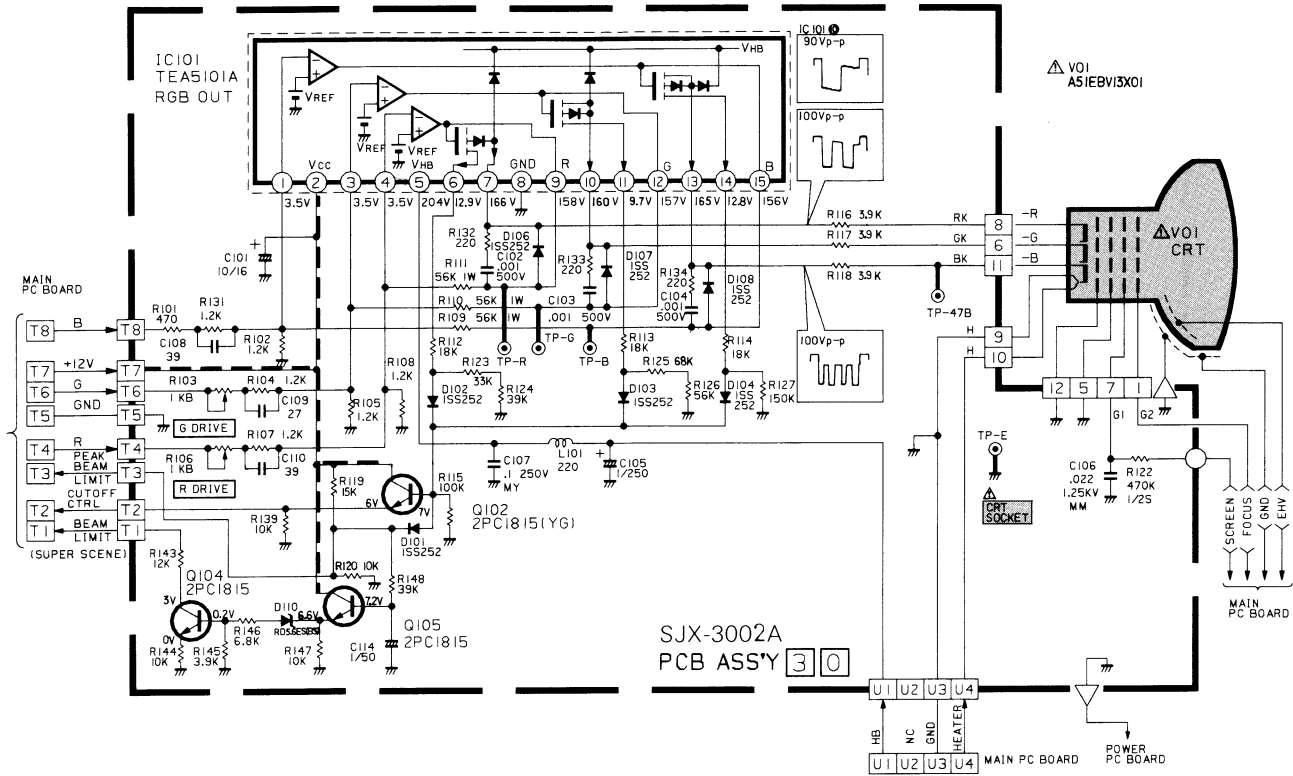 IC101
TEA5101A
RGB OUT
VREF
VREF
VREF
VHB
IC101
90Vp-p
100Vp-p
100Vp-p
V01
A51EBV13X01
V01
CRT
VCC
VHB
GND
R
G
B
1 2 3 4 5 6 7 8 9 10 11 12 13 14 15
3.5V 3.5V 3.5V 204V 12.9V 166V 158V 160V 9.7V 157V 165V 12.8V 156V
C101
10/16
R132
220
D106
1SS252
C102
.001
500V
R111
56K 1W
R110 56K 1W
R109 56K 1W
R133
220
D107
1SS
252
C103
.001 500V
R134
220
D108
1SS
252
C104
.001
500V
R116 3.9K
R117 3.9K
R118 3.9K
RK 8 -R
GK 6 -G
BK 11 -B
TP-47B
H 9
H 10
12 5 7 1
G1
G2
TP-R
TP-G
TP-B
TP-E
MAIN
PC BOARD
T8 B T8
T7 +12V T7
T6 G T6
T5 GND T5
T4 R T4
PEAK
T3 BEAM LIMIT T3
T2 CUTOFF CTRL T2
T1 BEAM LIMIT T1
(SUPER SCENE)
R101
470
R131
1.2K
C108
39
R102
1.2K
R103
1 KB
R104 1.2K
C109
27
G DRIVE
R105
1.2K
R108
1.2K
R106
1 KB
R107 1.2K
C110
39
R DRIVE
R112
18K
R123
33K
R124
39K
D102
1SS252
R113
18K
R125 68K
R126
56K
D103
1SS252
R114
18K
D104
1SS
252
R127
150K
C107
.1 250V
MY
L101
220
C105
1/250
R119
15K
R115
100K
6V
7V
Q102
2PC1815(YG)
R139
10K
D101
1SS252
R120 10K
R148
39K
R143
12K
Q104
2PC1815
3V
0V
0.2V
R144
10K
R145
3.9K
R146
6.8K
D110
6.6V
R147
10K
7.2V
Q105
2PC1815
C114
1/50
CRT
SOCKET
C106
.022
1.25KV
MM
R122
470K
1/2S
SCREEN
FOCUS
GND
EHV
MAIN
PC BOARD
SJX-3002A
PCB ASS'Y 3 0
U1 U2 U3 U4
HB
NC
GND
HEATER
U1 U2 U3 U4
MAIN PC BOARD
POWER
PC BOARD